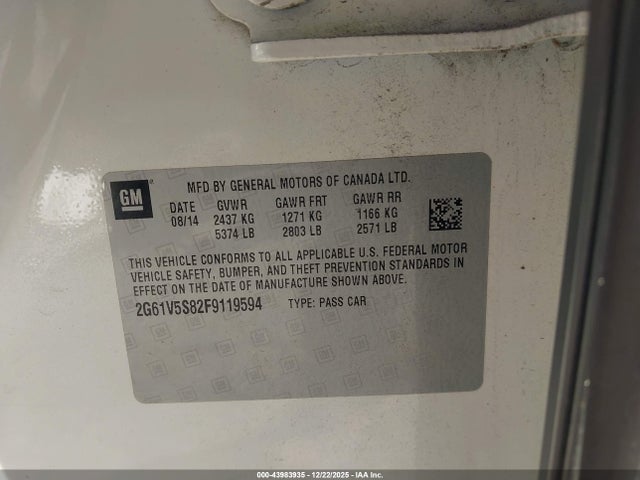 GM
MFD BY GENERAL MOTORS OF CANADA LTD.
DATE GVWR GAWR FRT GAWR RR
08/14 2437 KG 1271 KG 1166 KG
5374 LB 2803 LB 2571 LB
THIS VEHICLE CONFORMS TO ALL APPLICABLE U.S. FEDERAL MOTOR
VEHICLE SAFETY, BUMPER, AND THEFT PREVENTION STANDARDS IN
EFFECT ON THE DATE OF MANUFACTURE SHOWN ABOVE.
2G61V5S82F9119594 TYPE: PASS CAR
000-43983935 - 12/22/2025 - IAA Inc.